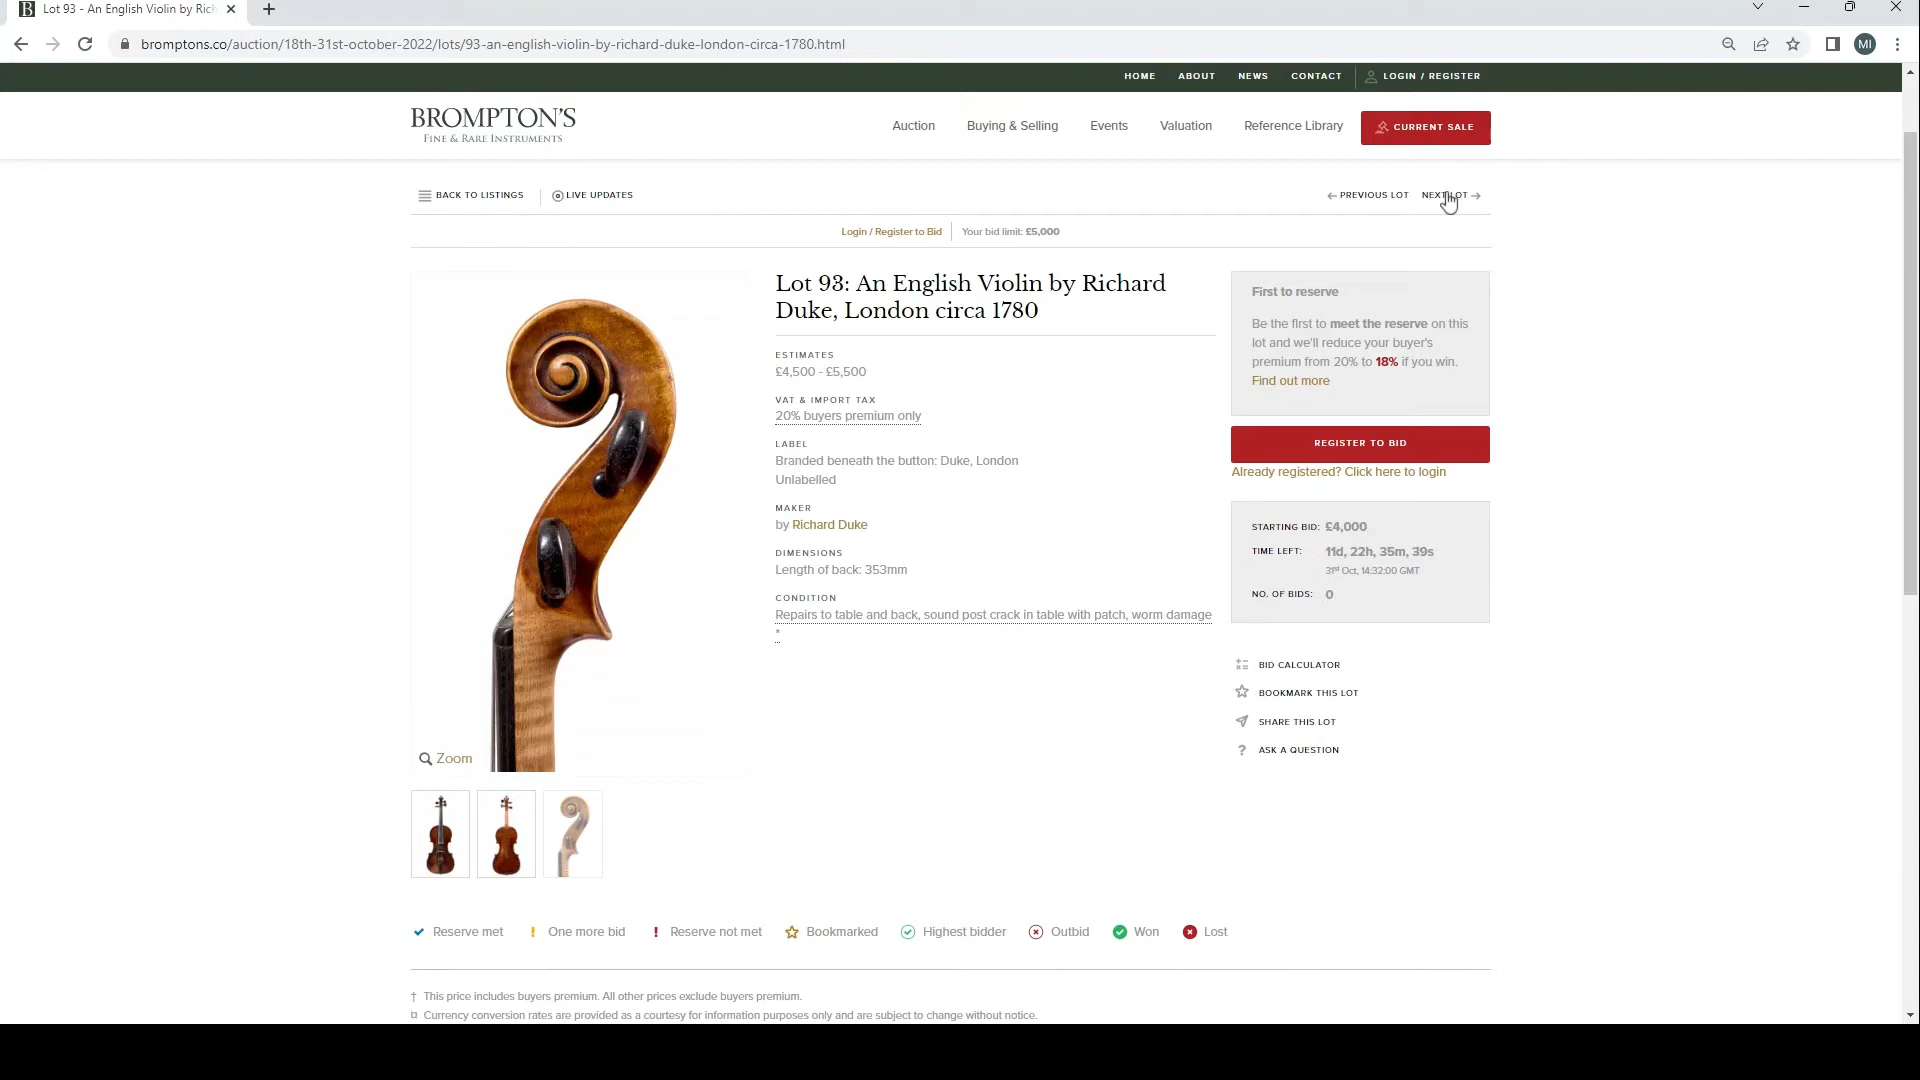 Lot 93 - An English Violin by Rich
bromptons.co/auction/18th-31st-october-2022/lots/93-an-english-violin-by-richard-duke-london-circa-1780.html
MI
HOME ABOUT NEWS CONTACT LOGIN / REGISTER
BROMPTON'S
FINE & RARE INSTRUMENTS
Auction Buying & Selling Events Valuation Reference Library CURRENT SALE
BACK TO LISTINGS LIVE UPDATES ← PREVIOUS LOT NEXT LOT →
Login / Register to Bid Your bid limit: £5,000
Lot 93: An English Violin by Richard
Duke, London circa 1780
ESTIMATES
£4,500 - £5,500
VAT & IMPORT TAX
20% buyers premium only
LABEL
Branded beneath the button: Duke, London
Unlabelled
MAKER
by Richard Duke
DIMENSIONS
Length of back: 353mm
CONDITION
Repairs to table and back, sound post crack in table with patch, worm damage
*
First to reserve
Be the first to meet the reserve on this
lot and we'll reduce your buyer's
premium from 20% to 18% if you win.
Find out more
REGISTER TO BID
Already registered? Click here to login
STARTING BID: £4,000
TIME LEFT: 11d, 22h, 35m, 39s
31st Oct, 14:32:00 GMT
NO. OF BIDS: 0
BID CALCULATOR
BOOKMARK THIS LOT
SHARE THIS LOT
? ASK A QUESTION
Zoom
Reserve met ! One more bid ! Reserve not met Bookmarked Highest bidder Outbid Won Lost
† This price includes buyers premium. All other prices exclude buyers premium.
¤ Currency conversion rates are provided as a courtesy for information purposes only and are subject to change without notice.